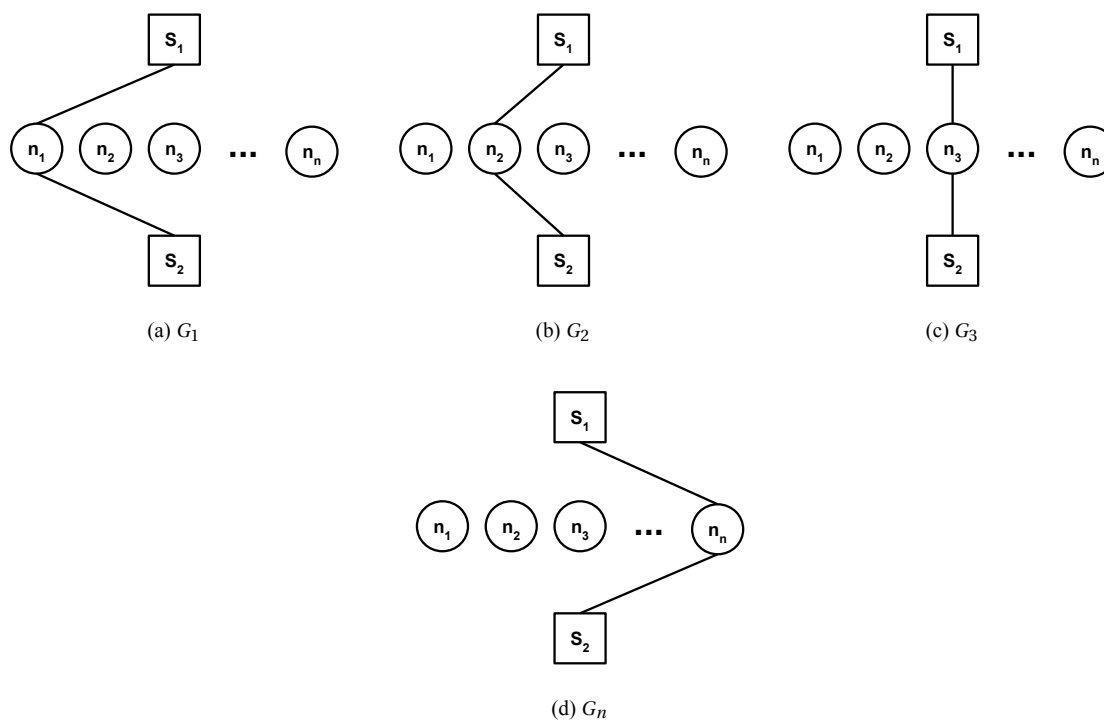 S₁ S₁ S₁
n₁ n₂ n₃ ... nₙ n₁ n₂ n₃ ... nₙ n₁ n₂ n₃ ... nₙ
S₂ S₂ S₂
(a) G₁ (b) G₂ (c) G₃
S₁
n₁ n₂ n₃ ... nₙ
S₂
(d) Gₙ